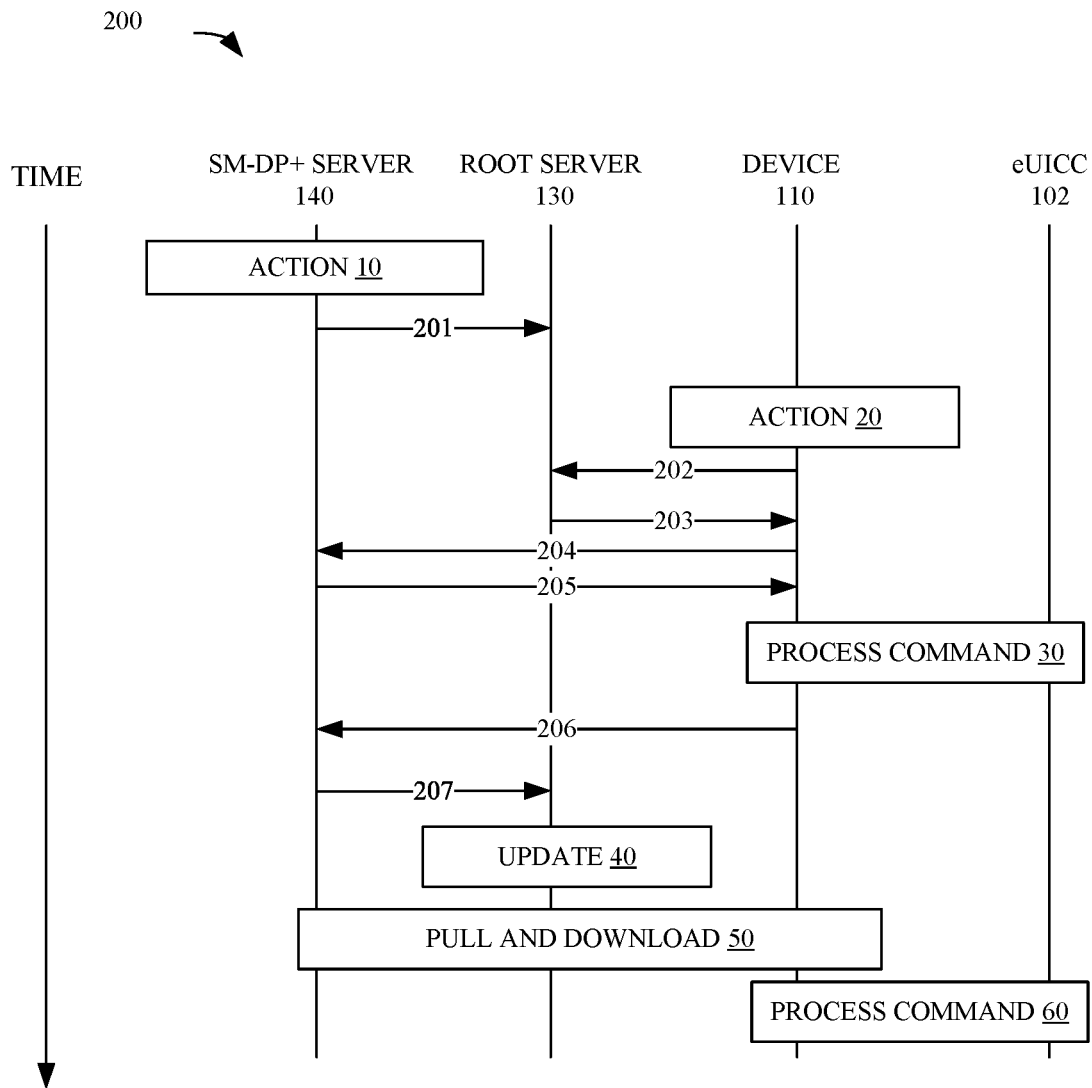 200
TIME
SM-DP+ SERVER
140
ROOT SERVER
130
DEVICE
110
eUICC
102
ACTION 10
201
ACTION 20
202
203
204
205
PROCESS COMMAND 30
206
207
UPDATE 40
PULL AND DOWNLOAD 50
PROCESS COMMAND 60